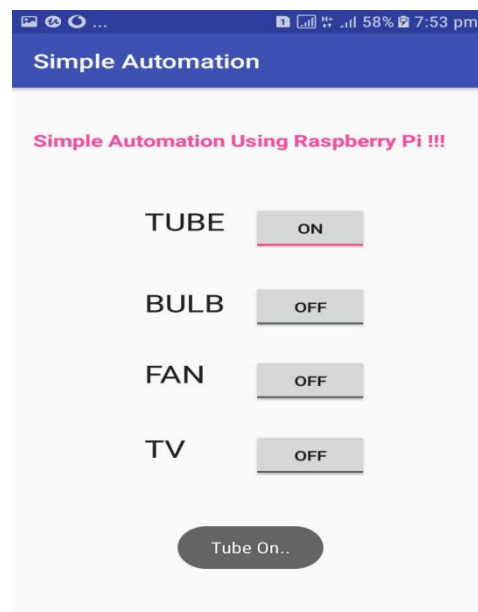 ... 1 58% 7:53 pm
Simple Automation
Simple Automation Using Raspberry Pi !!!
TUBE ON
BULB OFF
FAN OFF
TV OFF
Tube On..